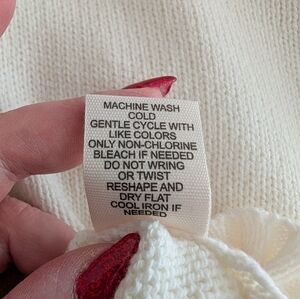 MACHINE WASH
COLD
GENTLE CYCLE WITH
LIKE COLORS
ONLY NON-CHLORINE
BLEACH IF NEEDED
DO NOT WRING
OR TWIST
RESHAPE AND
DRY FLAT
COOL IRON IF
NEEDED